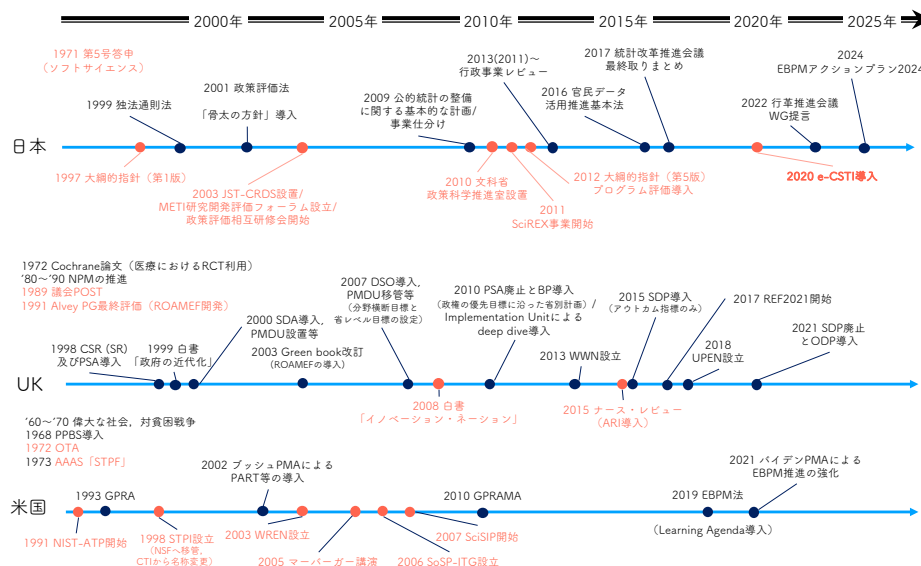 2000年
2005年
2010年
2015年
2020年
2025年
1971 第5号答申
（ソフトサイエンス）
1999 独法通則法
2001 政策評価法
「骨太の方針」導入
2009 公的統計の整備
に関する基本的な計画/
事業仕分け
2013(2011)～
行政事業レビュー
2016 官民データ
活用推進基本法
2017 統計改革推進会議
最終取りまとめ
2022 行革推進会議
WG提言
2024
EBPMアクションプラン2024
日本
1997 大綱的指針（第1版）
2003 JST-CRDS設置/
METI研究開発評価フォーラム設立/
政策評価相互研修会開始
2010 文科省
政策科学推進室設置
2011
SciREX事業開始
2012 大綱的指針（第5版）
プログラム評価導入
2020 e-CSTI導入
1972 Cochrane論文（医療におけるRCT利用）
‘80～‘90 NPMの推進
1989 議会POST
1991 Alvey PG最終評価（ROAMEF開発）
1998 CSR (SR)
及びPSA導入
1999 白書
「政府の近代化」
2000 SDA導入,
PMDU設置等
2003 Green book改訂
（ROAMEFの導入）
2007 DSO導入,
PMDU移管等
（分野横断目標と
省レベル目標の設定）
2010 PSA廃止とBP導入
（政権の優先目標に沿った省別計画）/
Implementation Unitによる
deep dive導入
2013 WWN設立
2015 SDP導入
（アウトカム指標のみ）
2017 REF2021開始
2018
UPEN設立
2021 SDP廃止
とODP導入
UK
2008 白書
「イノベーション・ネーション」
2015 ナース・レビュー
（ARI導入）
‘60～‘70 偉大な社会, 対貧困戦争
1968 PPBS導入
1972 OTA
1973 AAAS「STPF」
1993 GPRA
2002 ブッシュPMAによる
PART等の導入
2010 GPRAMA
2019 EBPM法
（Learning Agenda導入）
2021 バイデンPMAによる
EBPM推進の強化
米国
1991 NIST-ATP開始
1998 STPI設立
（NSFへ移管,
CTIから名称変更）
2003 WREN設立
2005 マーバーガー講演
2006 SoSP-ITG設立
2007 SciSIP開始